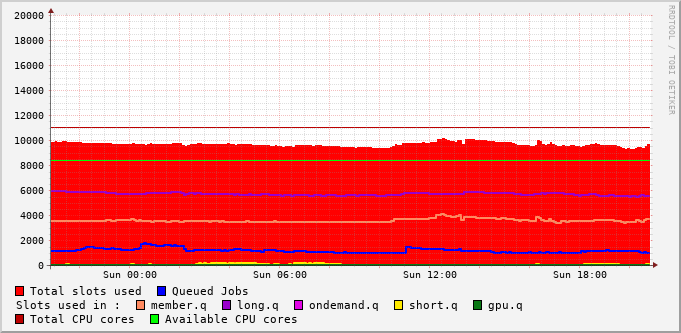 20000
18000
16000
14000
12000
10000
8000
6000
4000
2000
0
Sun 00:00 Sun 06:00 Sun 12:00 Sun 18:00
Total slots used Queued Jobs
Slots used in : member.q long.q ondemand.q short.q gpu.q
Total CPU cores Available CPU cores
RRDTOOL / TOBI OETIKER